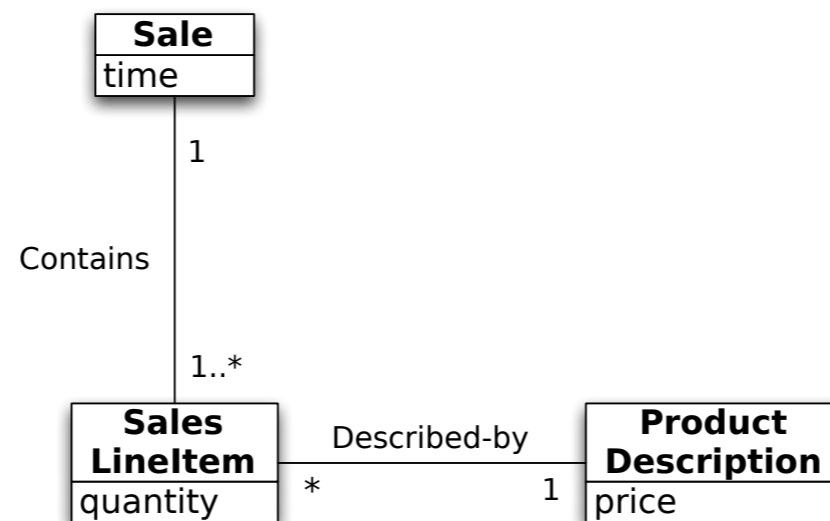 Sale
time
1
Contains
1..*
Sales
LineItem
quantity
Described-by
*
1
Product
Description
price